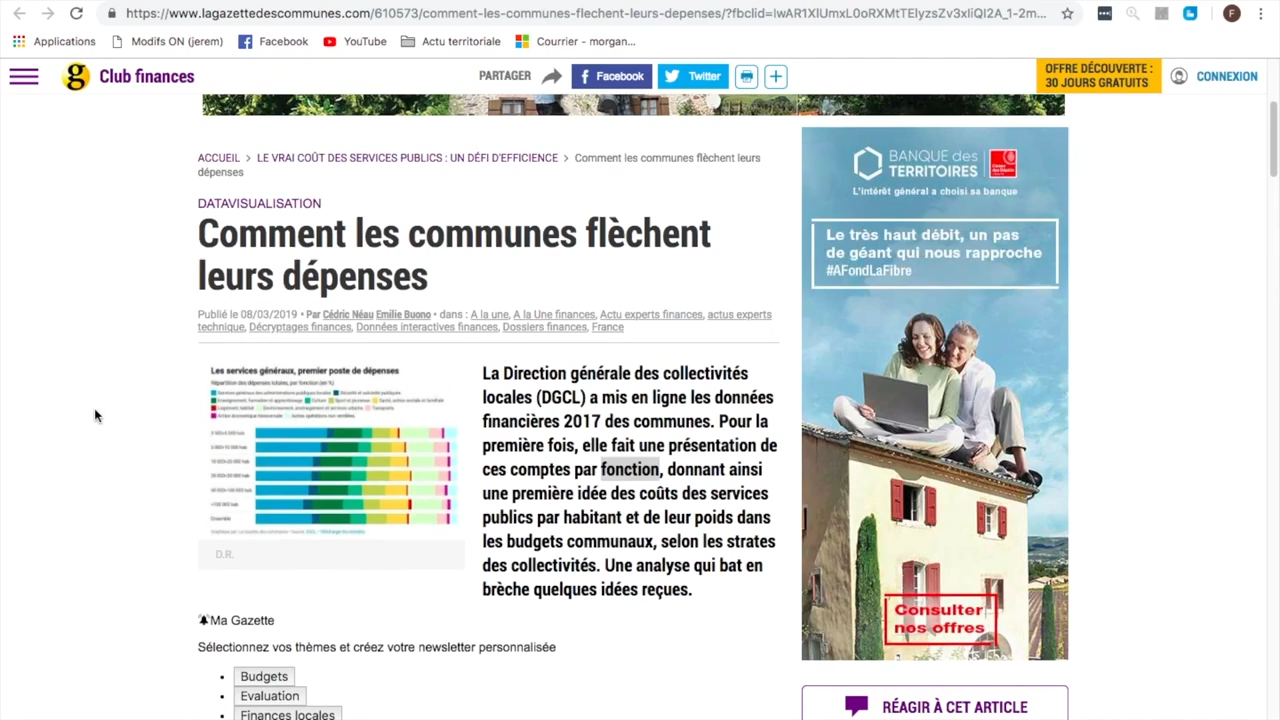 https://www.lagazettedescommunes.com/610573/comment-les-communes-flechent-leurs-depenses/?fbclid=IwAR1XlUmxL0oRXMtTElyzsZv3xliQI2A_1-2m...
Applications
Modifs ON (jerem)
Facebook
YouTube
Actu territoriale
Courrier - morgan...
g Club finances
PARTAGER
Facebook
Twitter
OFFRE DÉCOUVERTE :
30 JOURS GRATUITS
CONNEXION
ACCUEIL > LE VRAI COÛT DES SERVICES PUBLICS : UN DÉFI D'EFFICIENCE > Comment les communes flèchent leurs
dépenses
DATAVISUALISATION
Comment les communes flèchent
leurs dépenses
Publié le 08/03/2019 • Par Cédric Néau Emilie Buono • dans : A la une, A la Une finances, Actu experts finances, actus experts
technique, Décryptages finances, Données interactives finances, Dossiers finances, France
Les services généraux, premier poste de dépenses
Répartition des dépenses totales, par fonction (en %)
Ensemble
D.R.
La Direction générale des collectivités
locales (DGCL) a mis en ligne les données
financières 2017 des communes. Pour la
première fois, elle fait une présentation de
ces comptes par fonction, donnant ainsi
une première idée des coûts des services
publics par habitant et de leur poids dans
les budgets communaux, selon les strates
des collectivités. Une analyse qui bat en
brèche quelques idées reçues.
Ma Gazette
Sélectionnez vos thèmes et créez votre newsletter personnalisée
Budgets
Evaluation
Finances locales
BANQUE des
TERRITOIRES
L'intérêt général a choisi sa banque
Le très haut débit, un pas
de géant qui nous rapproche
#AFondLaFibre
Consulter
nos offres
RÉAGIR À CET ARTICLE